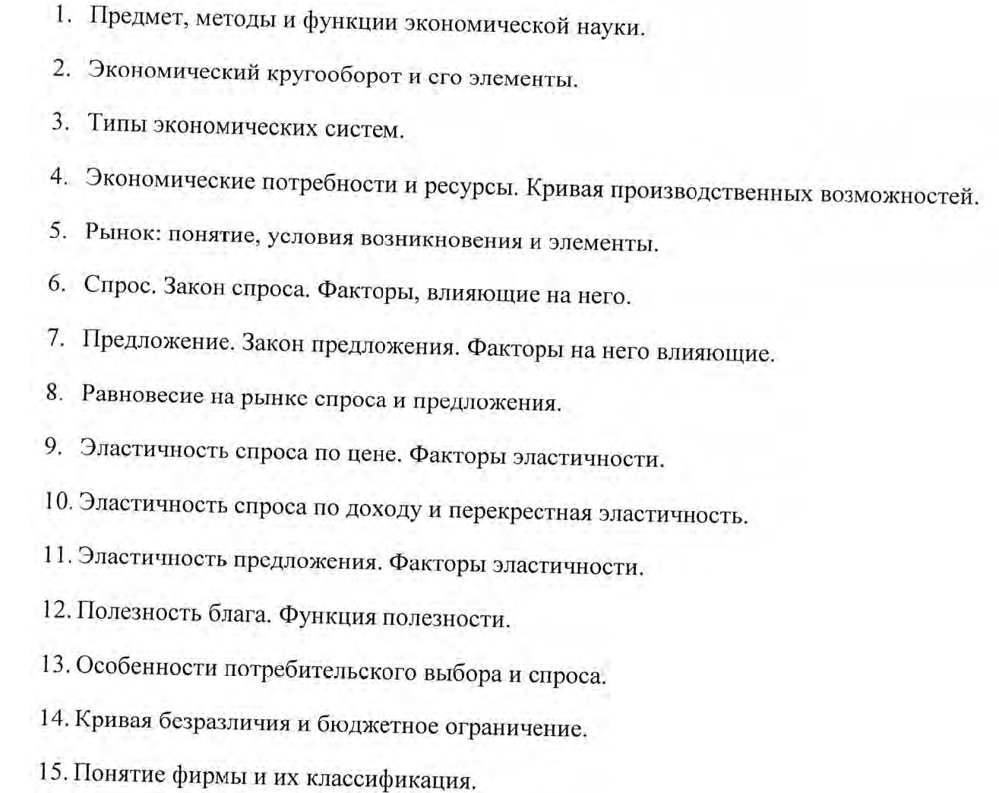 1. Предмет, методы и функции экономической науки.
2. Экономический кругооборот и его элементы.
3. Типы экономических систем.
4. Экономические потребности и ресурсы. Кривая производственных возможностей.
5. Рынок: понятие, условия возникновения и элементы.
6. Спрос. Закон спроса. Факторы, влияющие на него.
7. Предложение. Закон предложения. Факторы на него влияющие.
8. Равновесие на рынке спроса и предложения.
9. Эластичность спроса по цене. Факторы эластичности.
10. Эластичность спроса по доходу и перекрестная эластичность.
11. Эластичность предложения. Факторы эластичности.
12. Полезность блага. Функция полезности.
13. Особенности потребительского выбора и спроса.
14. Кривая безразличия и бюджетное ограничение.
15. Понятие фирмы и их классификация.